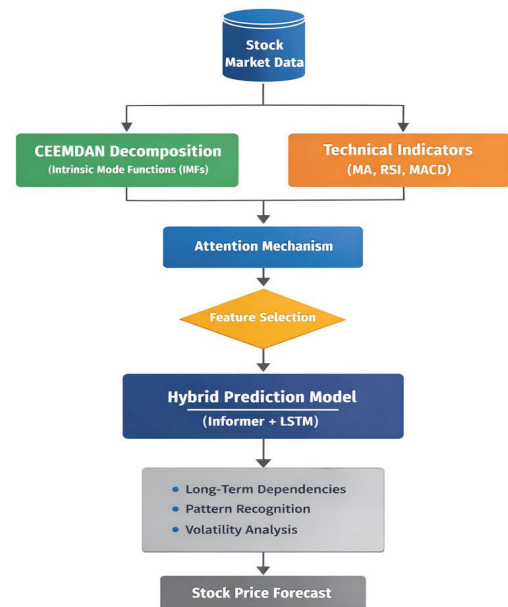 Stock
Market Data
CEEMDAN Decomposition
(Intrinsic Mode Functions (IMFs)
Technical Indicators
(MA, RSI, MACD)
Attention Mechanism
Feature Selection
Hybrid Prediction Model
(Informer + LSTM)
• Long-Term Dependencies
• Pattern Recognition
• Volatility Analysis
Stock Price Forecast